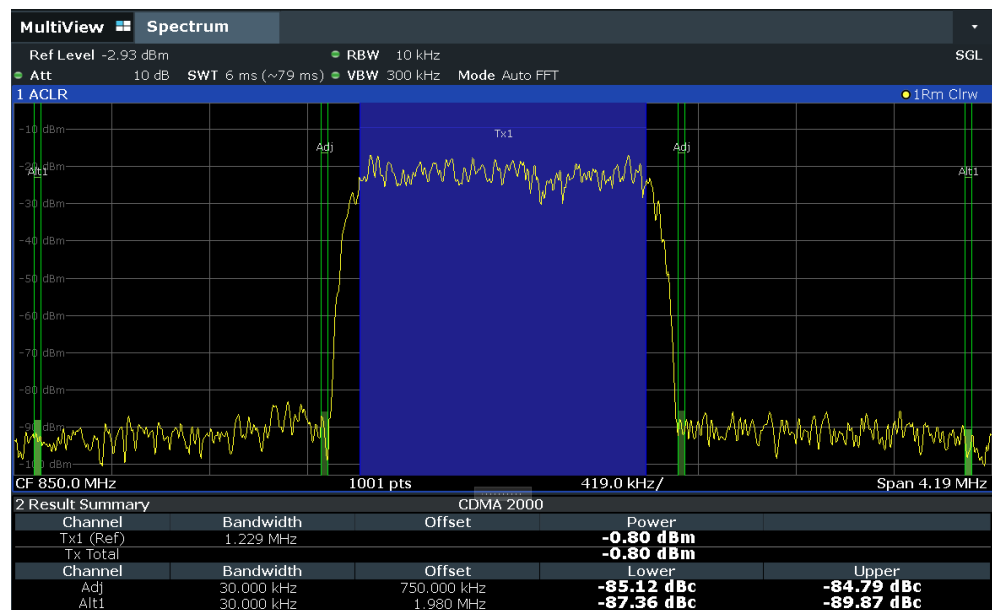 MultiView Spectrum
Ref Level -2.93 dBm RBW 10 kHz SGL
Att 10 dB SWT 6 ms (~79 ms) VBW 300 kHz Mode Auto FFT
1 ACLR 1Rm Clrw
-10 dBm
Tx1
Adj Adj
-20 dBm
Alt1 Alt1
-30 dBm
-40 dBm
-50 dBm
-60 dBm
-70 dBm
-80 dBm
-90 dBm
-100 dBm
CF 850.0 MHz 1001 pts 419.0 kHz/ Span 4.19 MHz
2 Result Summary CDMA 2000
Channel Bandwidth Offset Power
Tx1 (Ref) 1.229 MHz -0.80 dBm
Tx Total -0.80 dBm
Channel Bandwidth Offset Lower Upper
Adj 30.000 kHz 750.000 kHz -85.12 dBc -84.79 dBc
Alt1 30.000 kHz 1.980 MHz -87.36 dBc -89.87 dBc